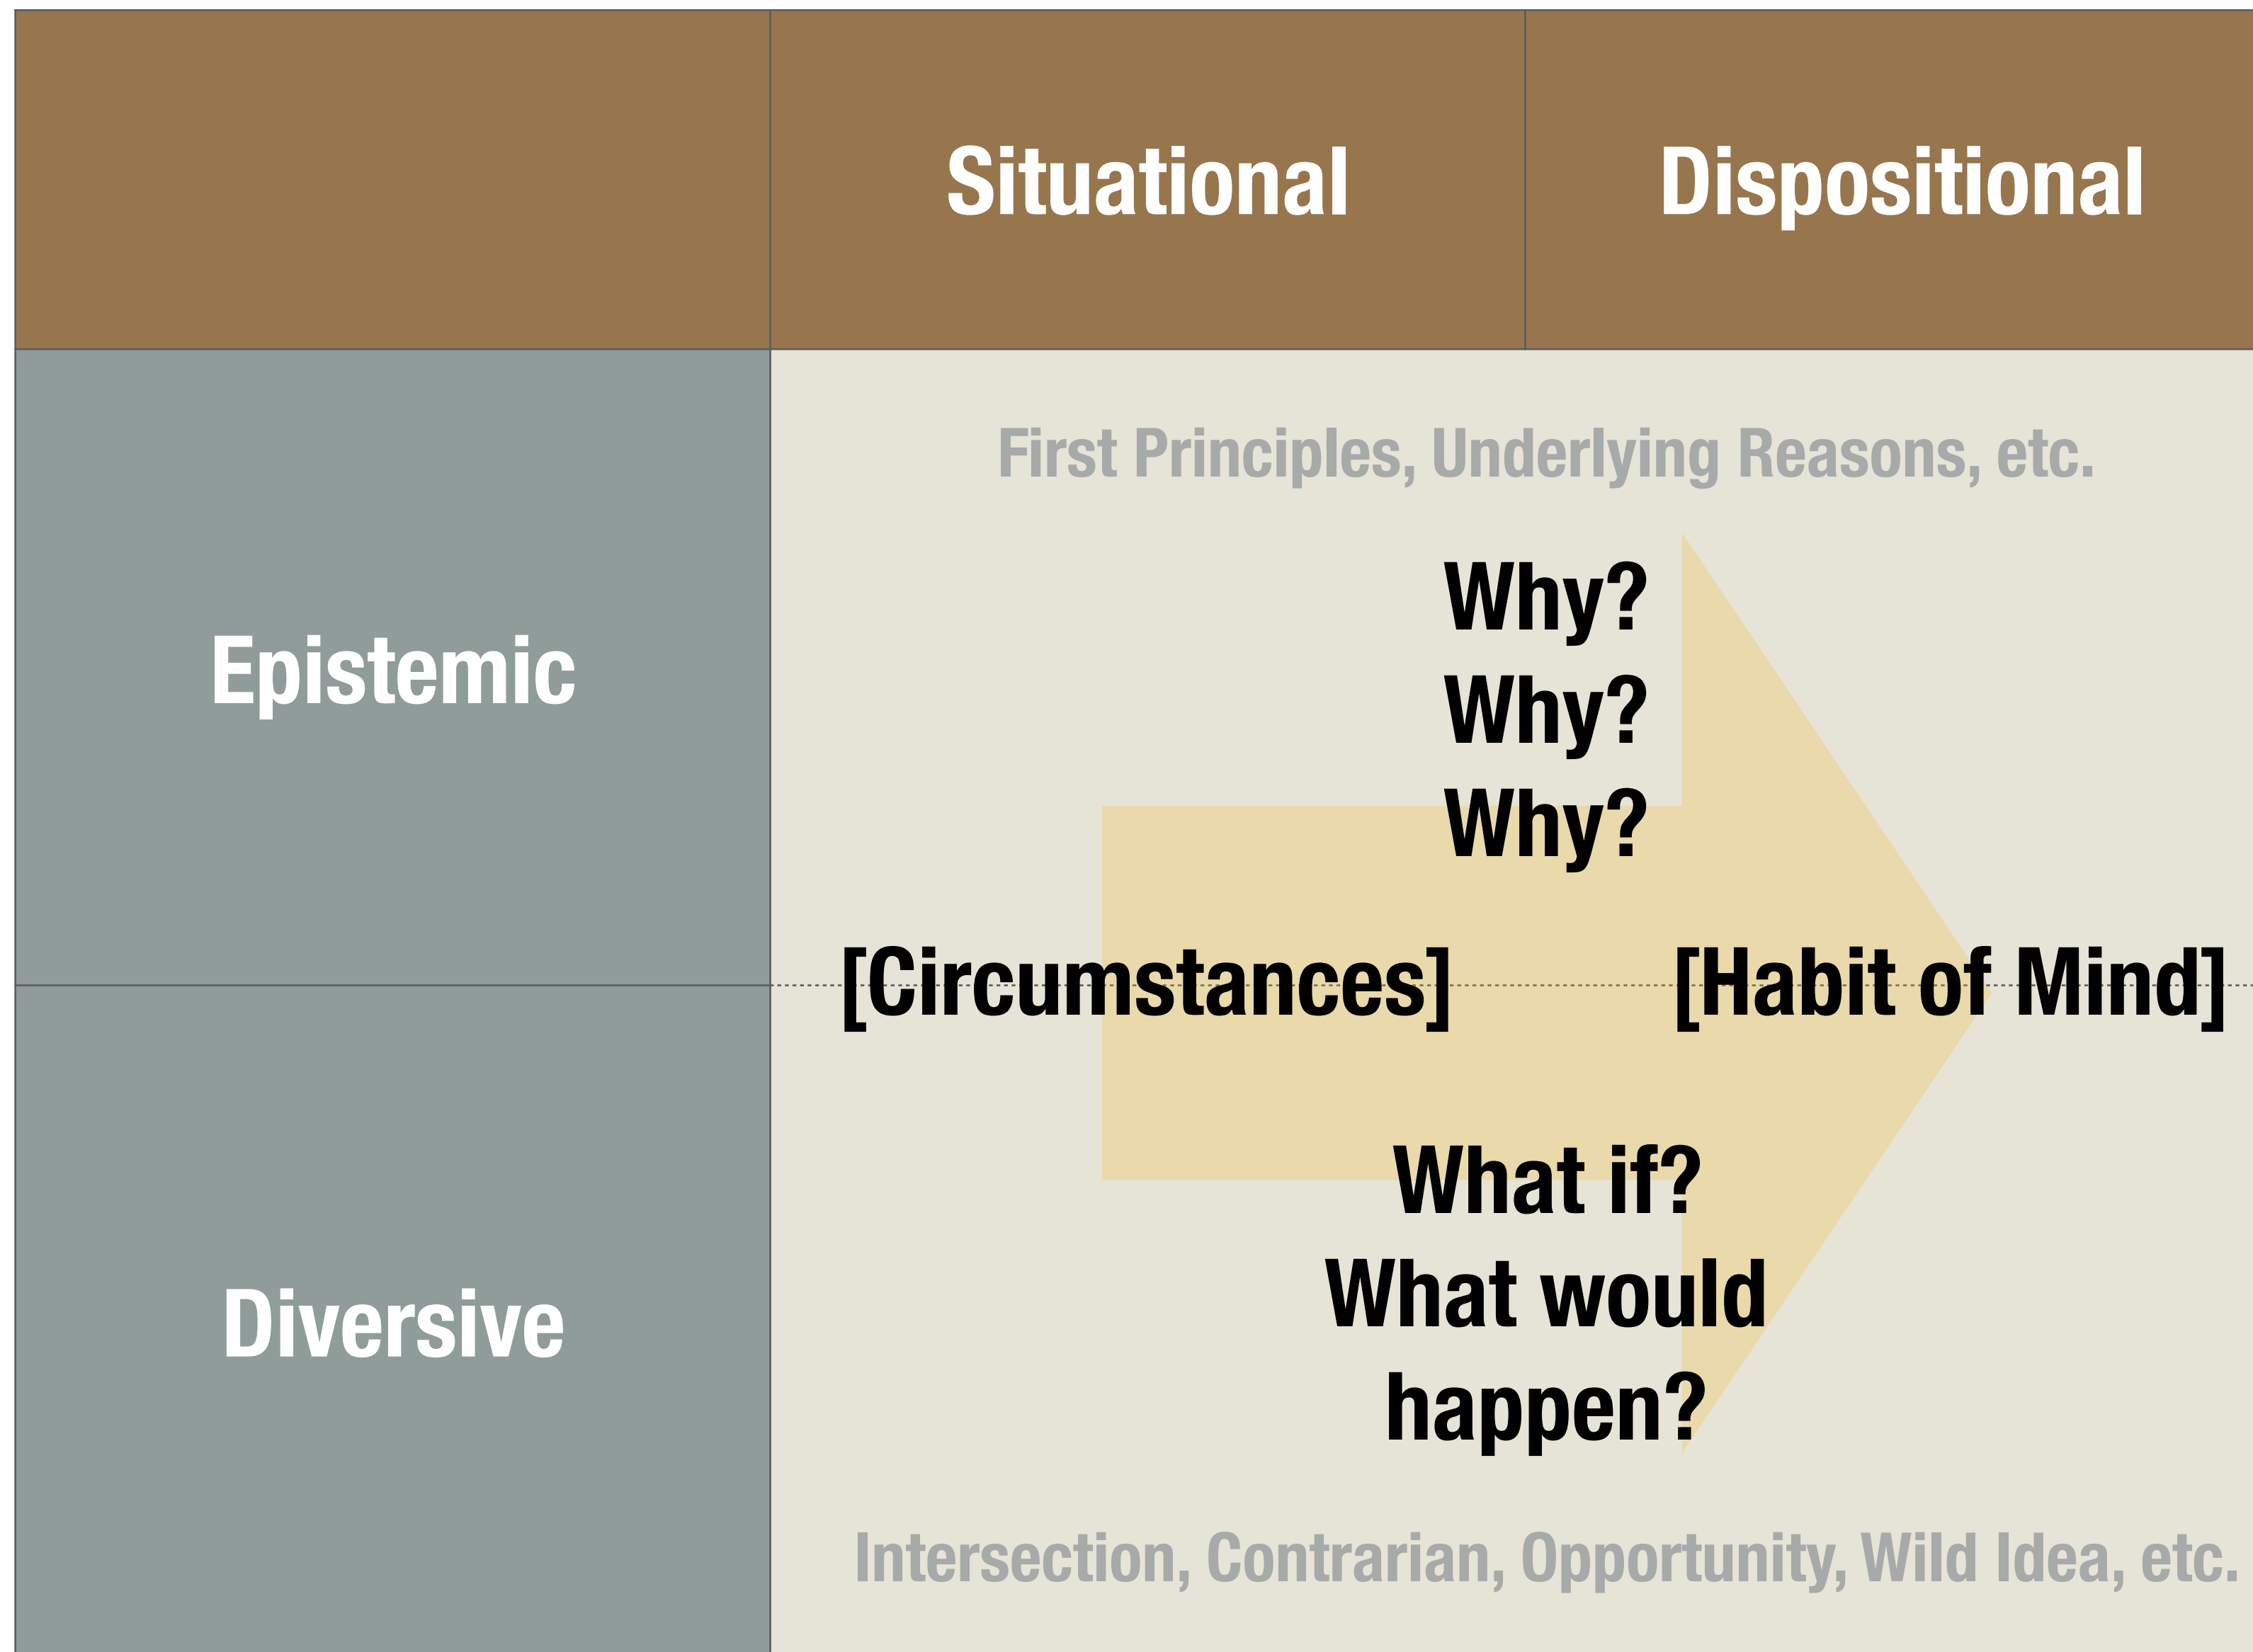 Situational
Dispositional
Epistemic
First Principles, Underlying Reasons, etc.
Why?
Why?
Why?
[Circumstances]
[Habit of Mind]
Diversive
What if?
What would
happen?
Intersection, Contrarian, Opportunity, Wild Idea, etc.